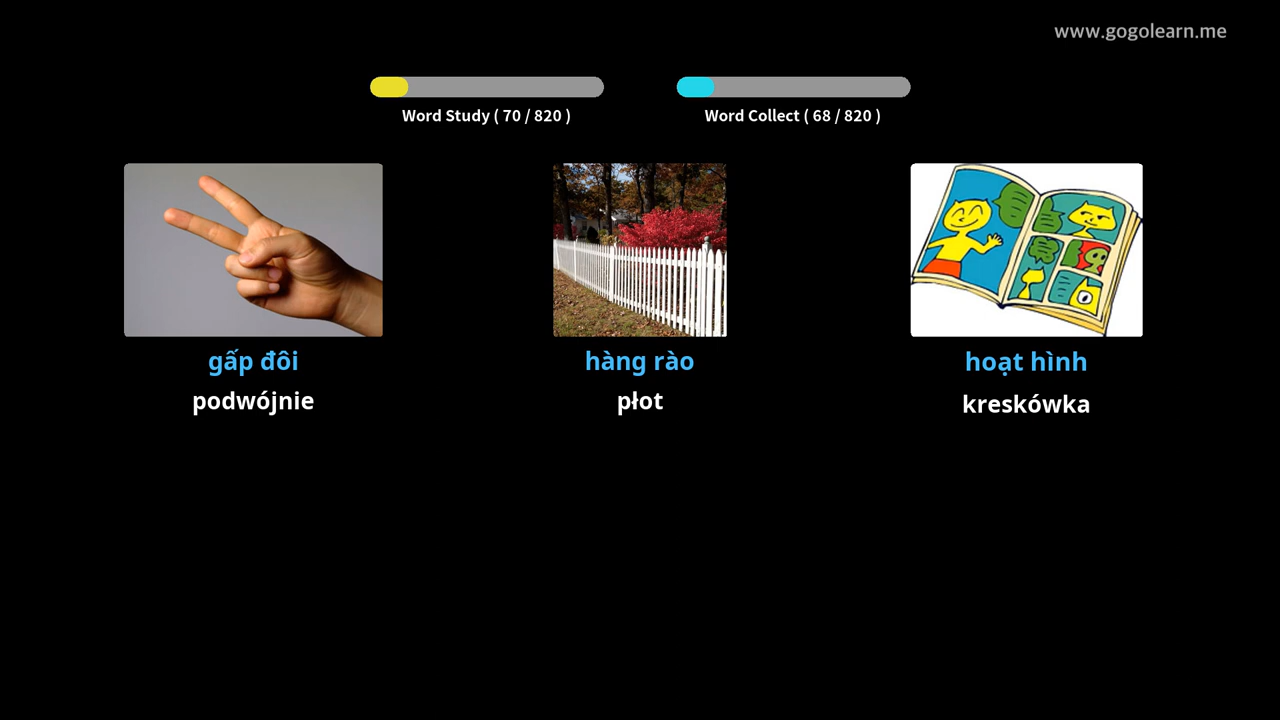 www.gogolearn.me
Word Study ( 70 / 820 )
Word Collect ( 68 / 820 )
gấp đôi
hàng rào
hoạt hình
podwójnie
płot
kreskówka